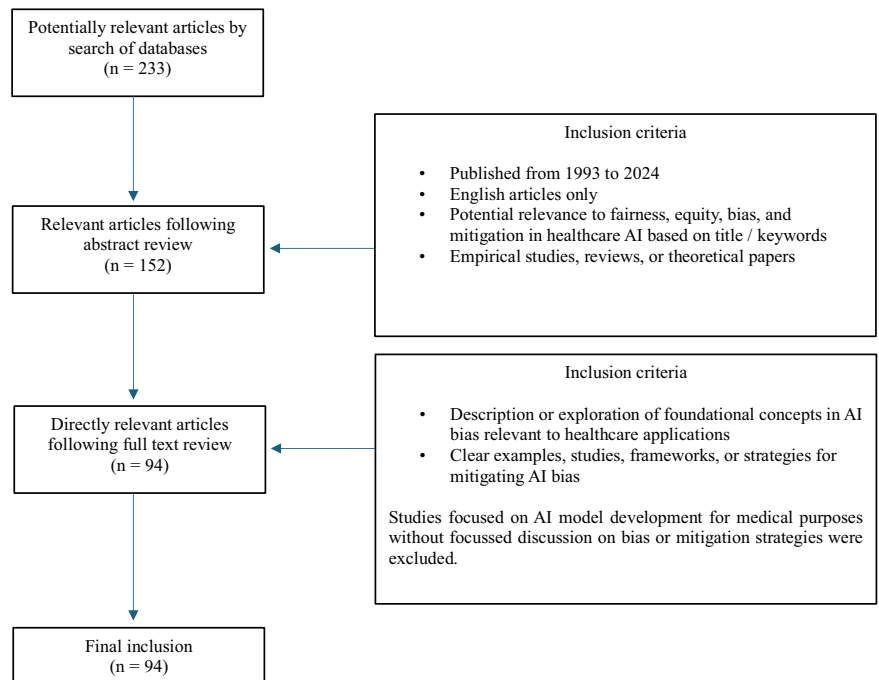 Potentially relevant articles by
search of databases
(n = 233)
Inclusion criteria
• Published from 1993 to 2024
• English articles only
• Potential relevance to fairness, equity, bias, and
mitigation in healthcare AI based on title / keywords
• Empirical studies, reviews, or theoretical papers
Relevant articles following
abstract review
(n = 152)
Inclusion criteria
• Description or exploration of foundational concepts in AI
bias relevant to healthcare applications
• Clear examples, studies, frameworks, or strategies for
mitigating AI bias
Studies focused on AI model development for medical purposes
without focussed discussion on bias or mitigation strategies were
excluded.
Directly relevant articles
following full text review
(n = 94)
Final inclusion
(n = 94)